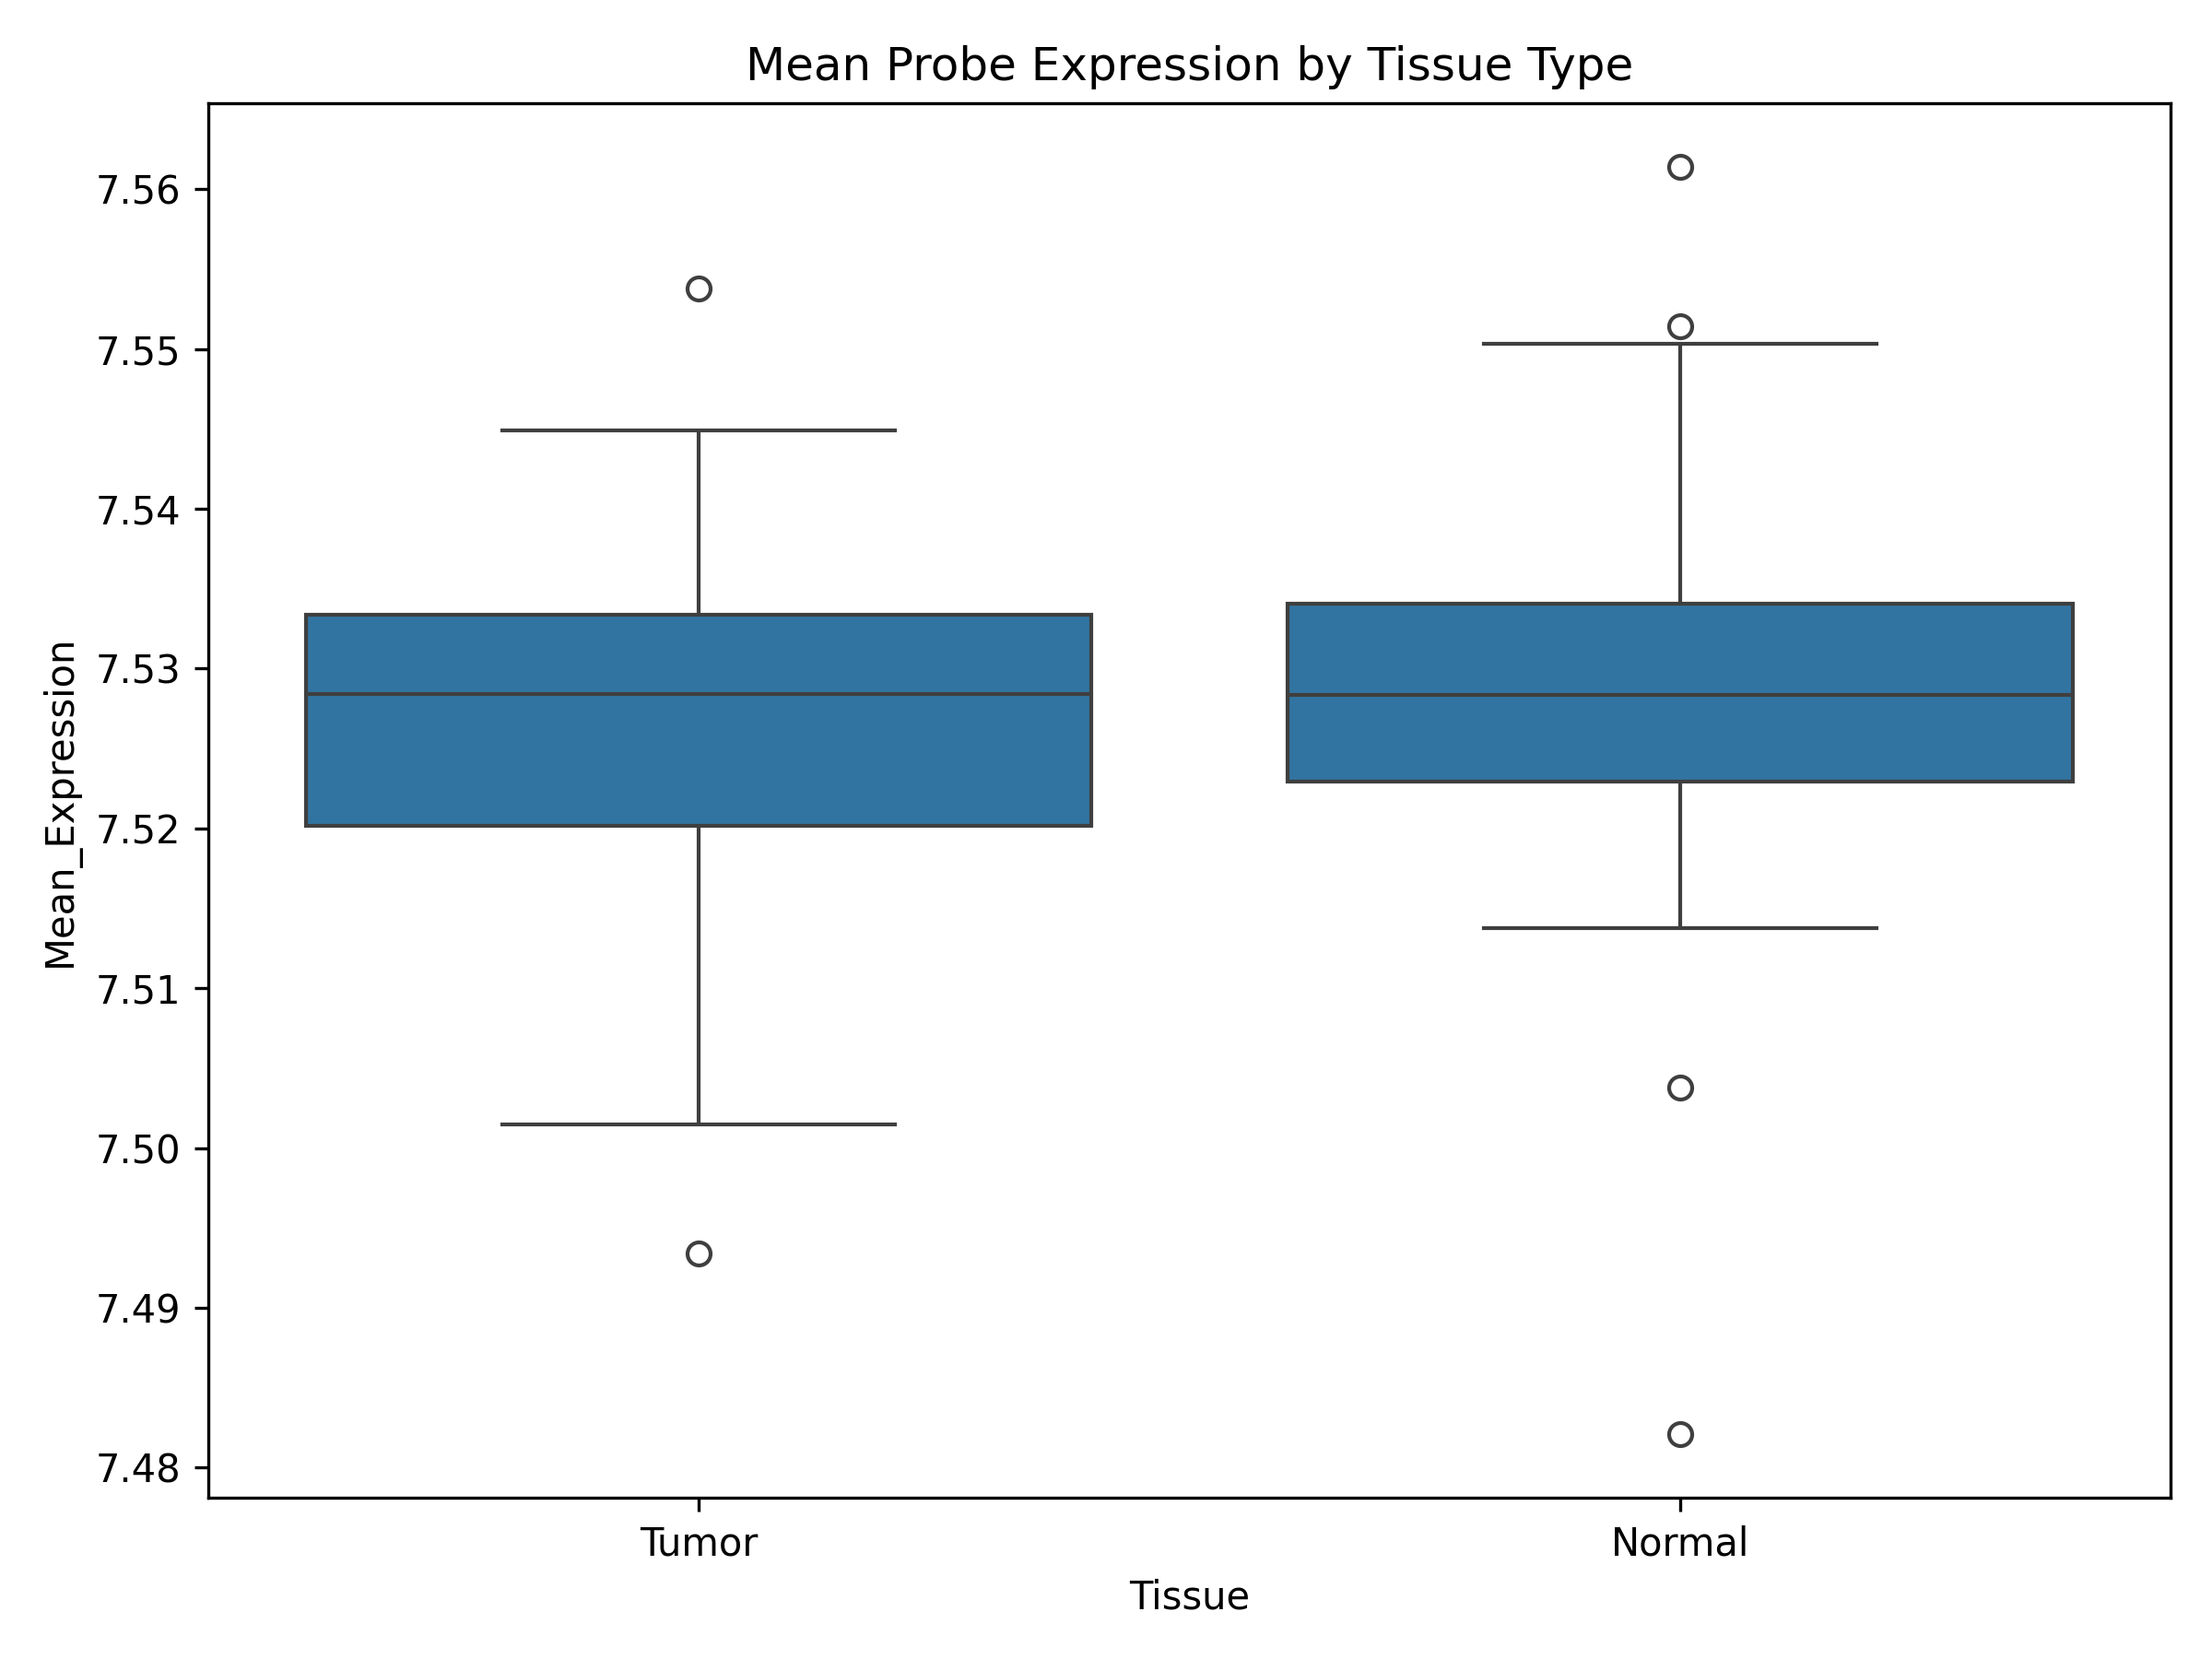 Mean Probe Expression by Tissue Type
Mean_Expression
7.56
7.55
7.54
7.53
7.52
7.51
7.50
7.49
7.48
Tumor
Normal
Tissue